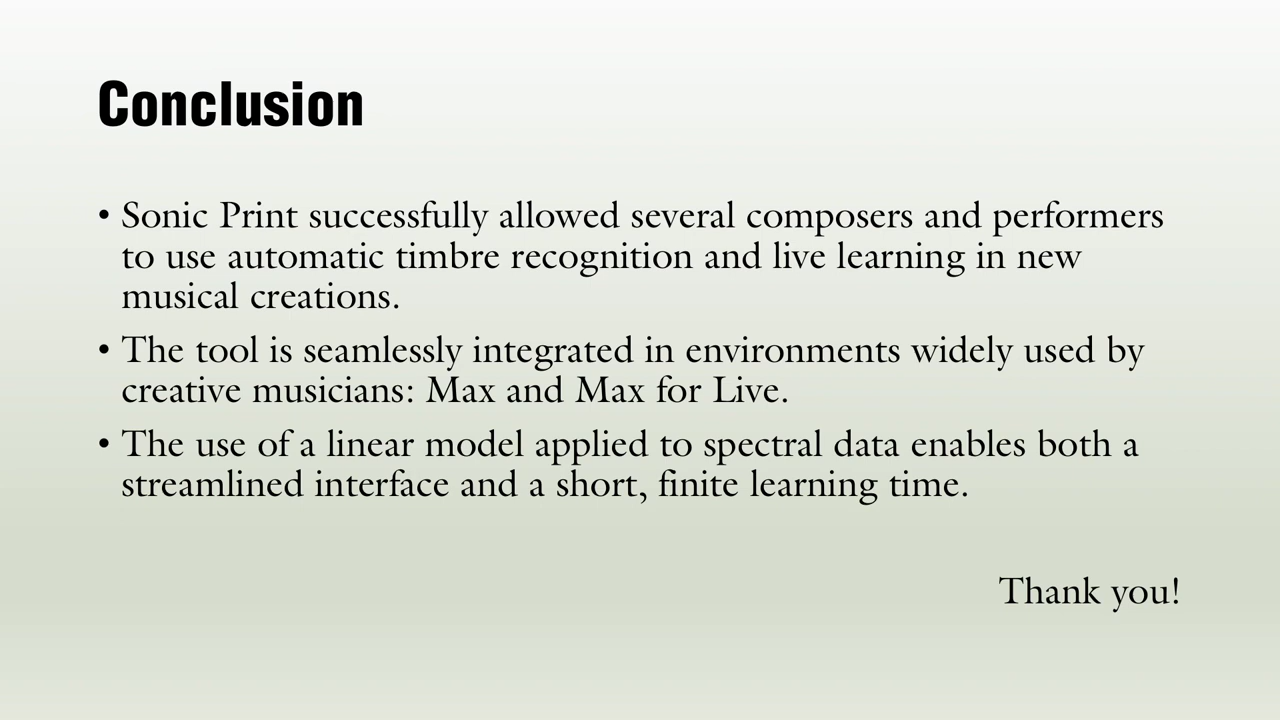 Conclusion
• Sonic Print successfully allowed several composers and performers
to use automatic timbre recognition and live learning in new
musical creations.
• The tool is seamlessly integrated in environments widely used by
creative musicians: Max and Max for Live.
• The use of a linear model applied to spectral data enables both a
streamlined interface and a short, finite learning time.
Thank you!